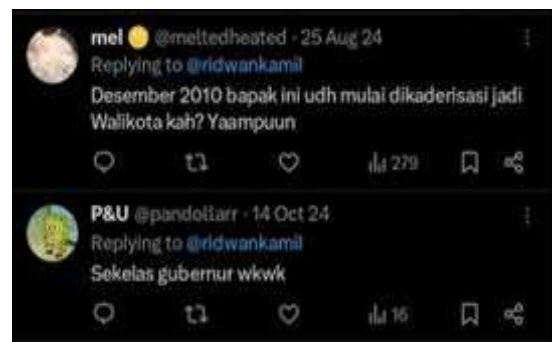 mel @meltedheated · 25 Aug 24
Replying to @ridwankamil
Desember 2010 bapak ini udh mulai dikaderisasi jadi
Walikota kah? Yaampuun
279
P&U @pandollarr · 14 Oct 24
Replying to @ridwankamil
Sekelas gubernur wkwk
16